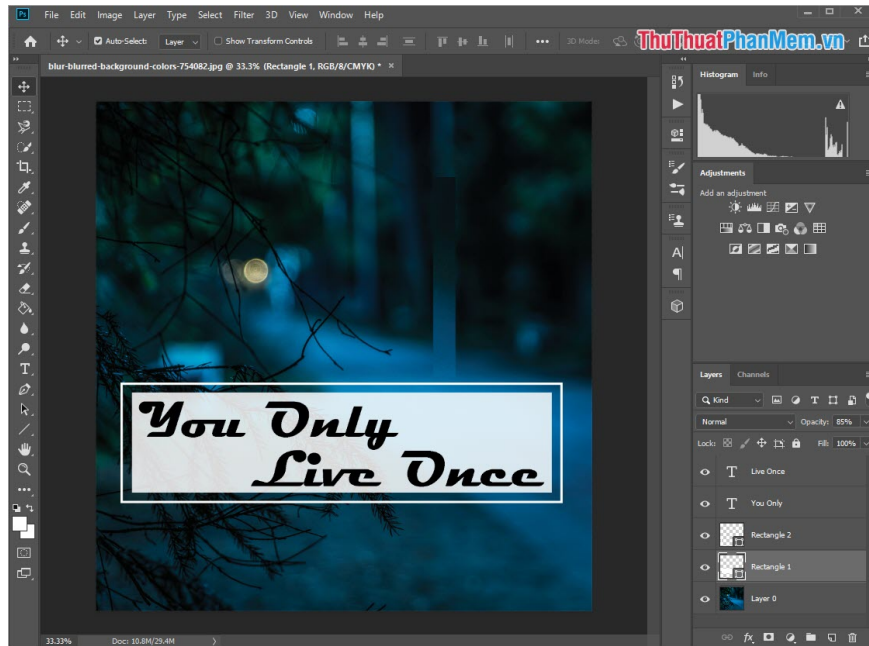 Ps File Edit Image Layer Type Select Filter 3D View Window Help
Auto-Select: Layer Show Transform Controls 3D Mode: ThuThuatPhanMem.vn
blur-blurred-background-colors-754082.jpg @ 33.3% (Rectangle 1, RGB/8/CMYK) * ×
Histogram Info
Adjustments
Add an adjustment
You Only
Live Once
Layers Channels
Kind
Normal Opacity: 85%
Lock: Fill: 100%
T Live Once
T You Only
Rectangle 2
Rectangle 1
Layer 0
33.33% Doc: 10.8M/29.4M